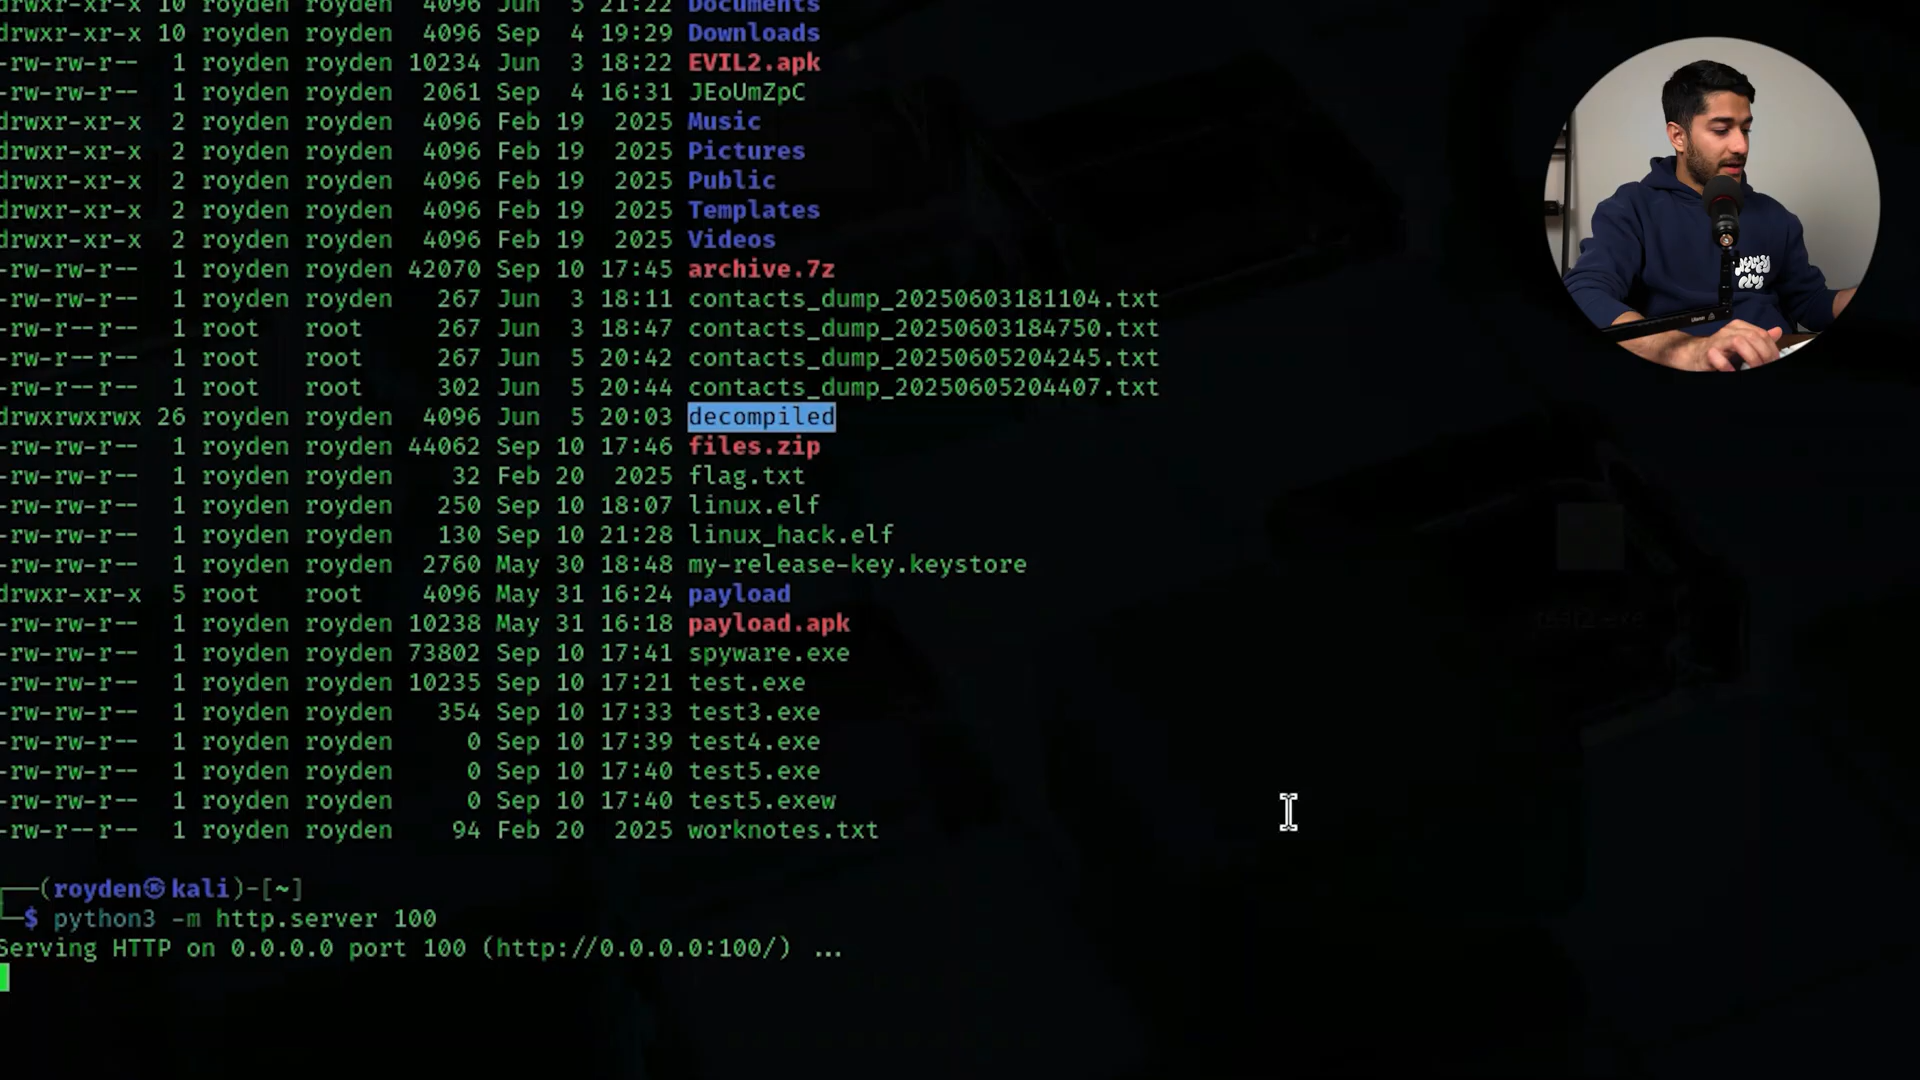 drwxr-xr-x 10 royden royden 4096 Jun 5 21:22 Documents
drwxr-xr-x 10 royden royden 4096 Sep 4 19:29 Downloads
-rw-rw-r-- 1 royden royden 10234 Jun 3 18:22 EVIL2.apk
-rw-rw-r-- 1 royden royden 2061 Sep 4 16:31 JEoUmZpC
drwxr-xr-x 2 royden royden 4096 Feb 19 2025 Music
drwxr-xr-x 2 royden royden 4096 Feb 19 2025 Pictures
drwxr-xr-x 2 royden royden 4096 Feb 19 2025 Public
drwxr-xr-x 2 royden royden 4096 Feb 19 2025 Templates
drwxr-xr-x 2 royden royden 4096 Feb 19 2025 Videos
-rw-rw-r-- 1 royden royden 42070 Sep 10 17:45 archive.7z
-rw-rw-r-- 1 royden royden 267 Jun 3 18:11 contacts_dump_20250603181104.txt
-rw-r--r-- 1 root root 267 Jun 3 18:47 contacts_dump_20250603184750.txt
-rw-r--r-- 1 root root 267 Jun 5 20:42 contacts_dump_20250605204245.txt
-rw-r--r-- 1 root root 302 Jun 5 20:44 contacts_dump_20250605204407.txt
drwxrwxrwx 26 royden royden 4096 Jun 5 20:03 decompiled
-rw-rw-r-- 1 royden royden 44062 Sep 10 17:46 files.zip
-rw-rw-r-- 1 royden royden 32 Feb 20 2025 flag.txt
-rw-rw-r-- 1 royden royden 250 Sep 10 18:07 linux.elf
-rw-rw-r-- 1 royden royden 130 Sep 10 21:28 linux_hack.elf
-rw-rw-r-- 1 royden royden 2760 May 30 18:48 my-release-key.keystore
drwxr-xr-x 5 root root 4096 May 31 16:24 payload
-rw-rw-r-- 1 royden royden 10238 May 31 16:18 payload.apk
-rw-rw-r-- 1 royden royden 73802 Sep 10 17:41 spyware.exe
-rw-rw-r-- 1 royden royden 10235 Sep 10 17:21 test.exe
-rw-rw-r-- 1 royden royden 354 Sep 10 17:33 test3.exe
-rw-rw-r-- 1 royden royden 0 Sep 10 17:39 test4.exe
-rw-rw-r-- 1 royden royden 0 Sep 10 17:40 test5.exe
-rw-rw-r-- 1 royden royden 0 Sep 10 17:40 test5.exew
-rw-r--r-- 1 royden royden 94 Feb 20 2025 worknotes.txt
┌──(royden㉿kali)-[~]
└─$ python3 -m http.server 100
Serving HTTP on 0.0.0.0 port 100 (http://0.0.0.0:100/) ...